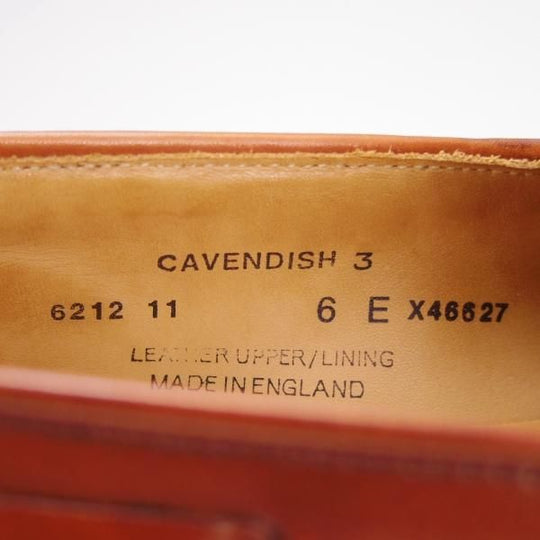 CAVENDISH 3
6212 11 6 E X46627
LEATHER UPPER/LINING
MADE IN ENGLAND